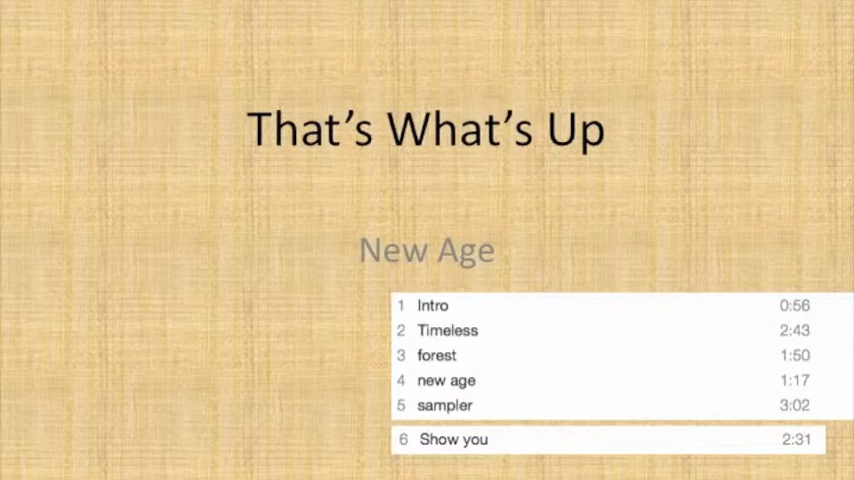 That's What's Up
New Age
1 Intro 0:56
2 Timeless 2:43
3 forest 1:50
4 new age 1:17
5 sampler 3:02
6 Show you 2:31